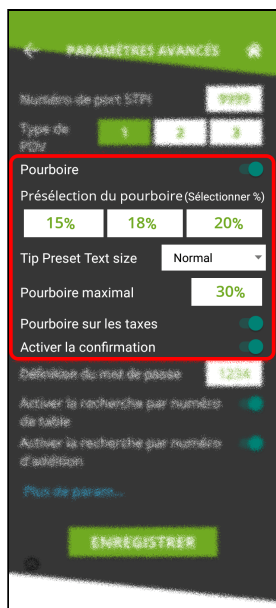 PARAMÈTRES AVANCÉS
Numéro de port STPI 9999
Type de PDV 1 2 3
Pourboire
Présélection du pourboire (Sélectionner %)
15% 18% 20%
Tip Preset Text size Normal
Pourboire maximal 30%
Pourboire sur les taxes
Activer la confirmation
Définition du mot de passe 1234
Activer la recherche par numéro
de table
Activer la recherche par numéro
d'addition
Plus de param...
ENREGISTRER